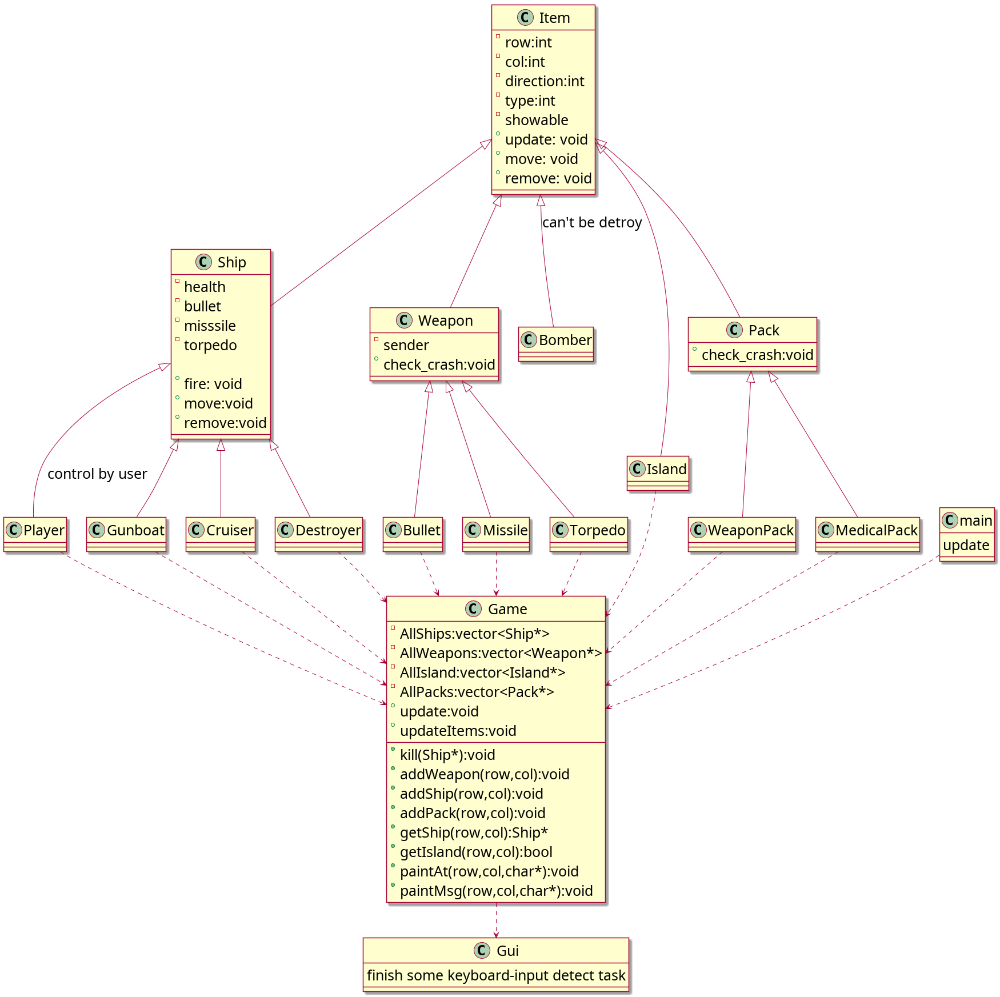 C Item
row:int
col:int
direction:int
type:int
showable
update: void
move: void
remove: void
can't be detroy
C Ship
health
bullet
misssile
torpedo
fire: void
move:void
remove:void
C Weapon
sender
check_crash:void
C Bomber
C Pack
check_crash:void
control by user
C Island
C Player
C Gunboat
C Cruiser
C Destroyer
C Bullet
C Missile
C Torpedo
C WeaponPack
C MedicalPack
C main
update
C Game
AllShips:vector<Ship*>
AllWeapons:vector<Weapon*>
AllIsland:vector<Island*>
AllPacks:vector<Pack*>
update:void
updateItems:void
kill(Ship*):void
addWeapon(row,col):void
addShip(row,col):void
addPack(row,col):void
getShip(row,col):Ship*
getIsland(row,col):bool
paintAt(row,col,char*):void
paintMsg(row,col,char*):void
C Gui
finish some keyboard-input detect task